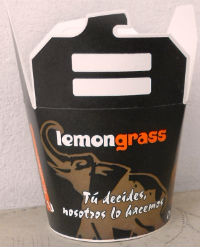 lemongrass
Tú decides,
nosotros lo hacemos